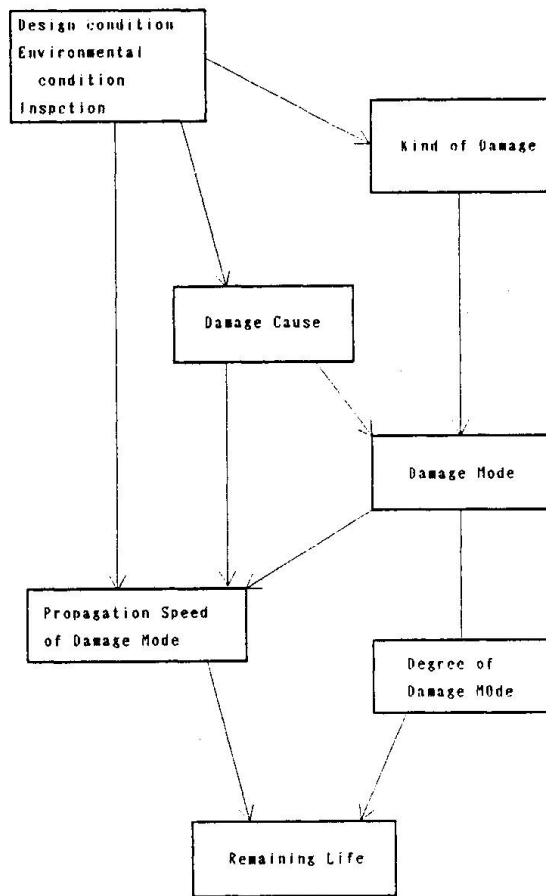 Design condition
Environmental
condition
Inspction
Kind of Damage
Damage Cause
Damage Mode
Propagation Speed
of Damage Mode
Degree of
Damage M0de
Remaining Life